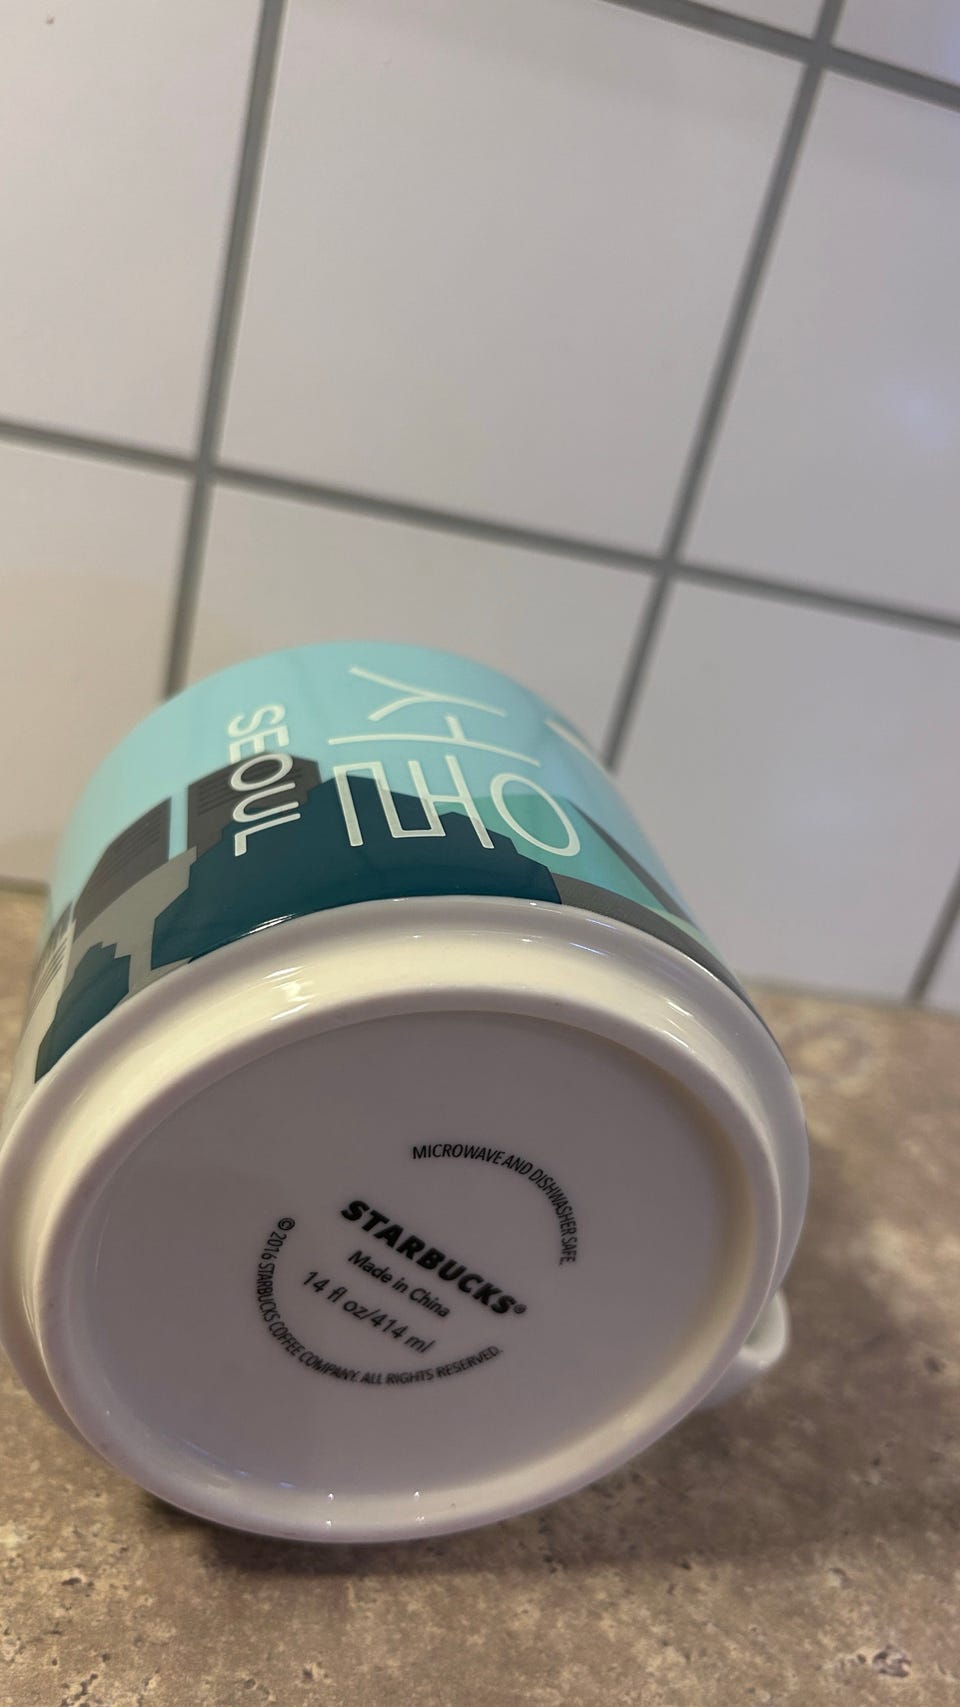 서울
SEOUL
MICROWAVE AND DISHWASHER SAFE.
STARBUCKS®
Made in China
14 fl oz/414 ml
© 2016 STARBUCKS COFFEE COMPANY. ALL RIGHTS RESERVED.